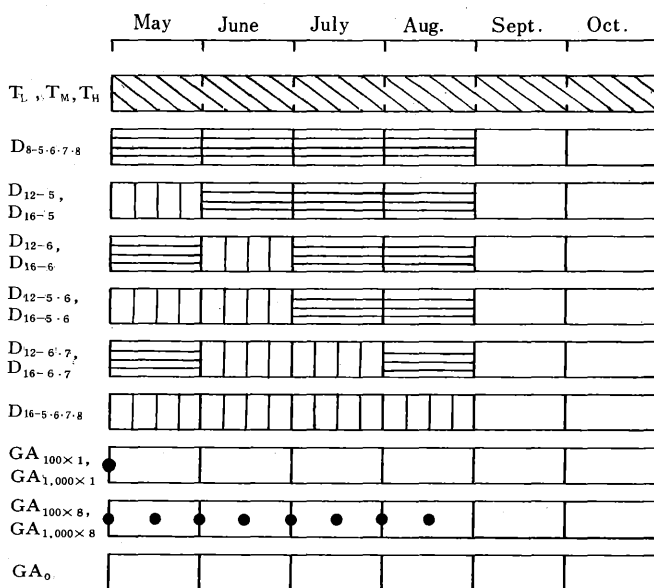 May June July Aug. Sept. Oct.
T_L , T_M, T_H
D_8-5·6·7·8
D_12-5,
D_16-5
D_12-6,
D_16-6
D_12-5·6,
D_16-5·6
D_12-6·7,
D_16-6·7
D_16-5·6·7·8
GA_100×1,
GA_1,000×1
GA_100×8,
GA_1,000×8
GA_0